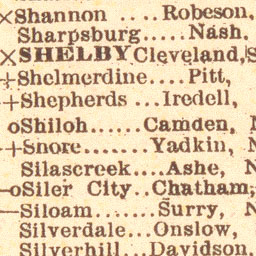 ×Shannon ....Robeson,
Sharpsburg.....Nash,
×SHELBY Cleveland,S
+Shelmerdine....Pitt,
+Shepherds ...Iredell,
oShiloh......Camden, N
++Snore.......Yadkin, N
Silascreek....Ashe, N
—oSiler City..Chatham,
—Siloam.......Surry, N
Silverdale...Onslow,
Silverhill...Davidson,